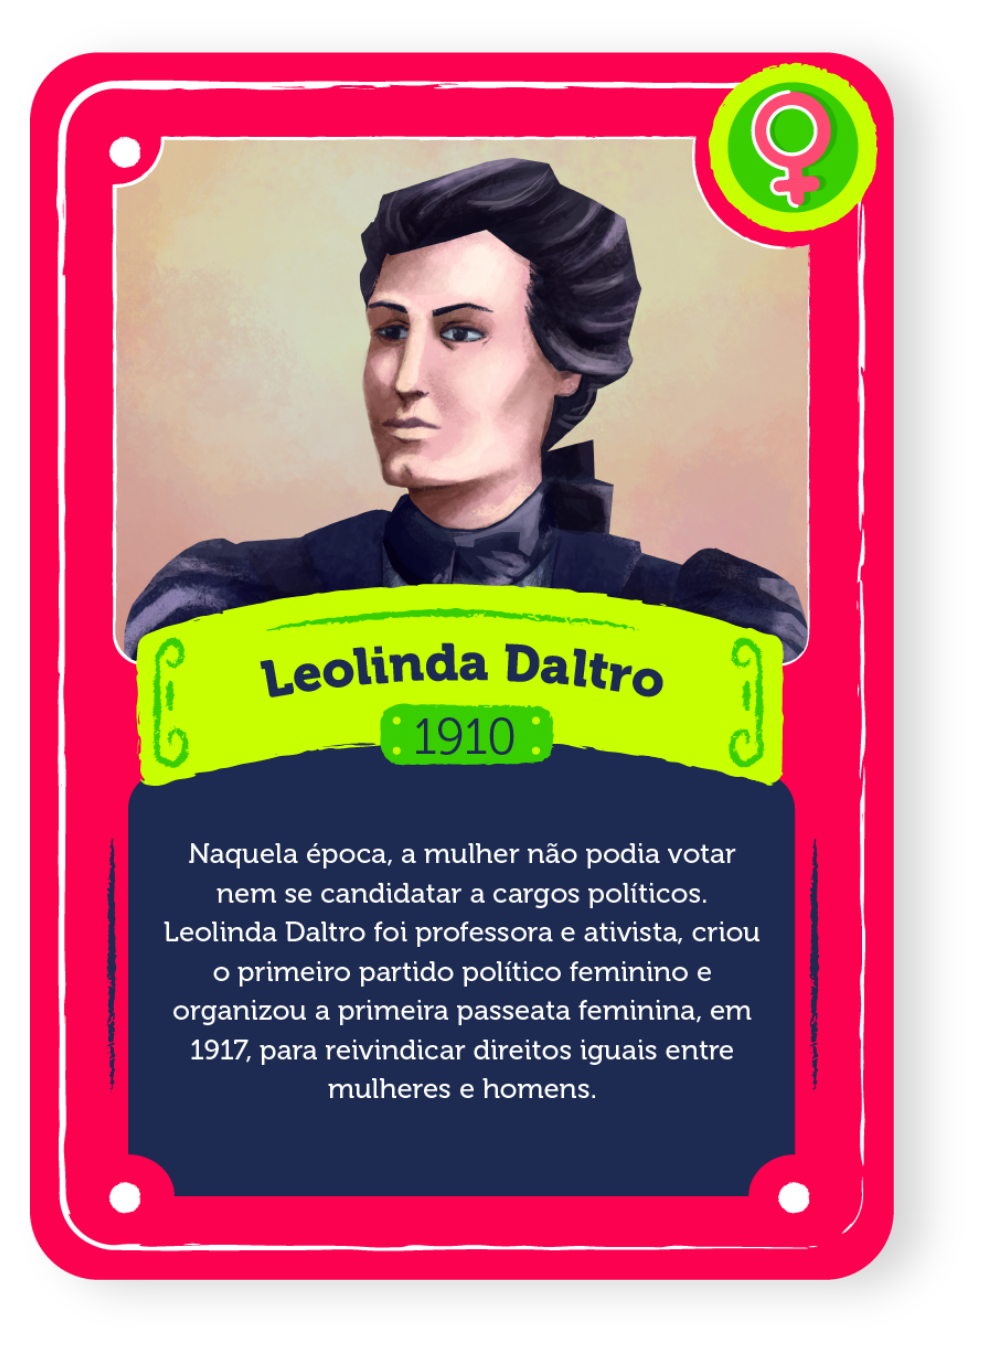 Leolinda Daltro
1910
Naquela época, a mulher não podia votar
nem se candidatar a cargos políticos.
Leolinda Daltro foi professora e ativista, criou
o primeiro partido político feminino e
organizou a primeira passeata feminina, em
1917, para reivindicar direitos iguais entre
mulheres e homens.